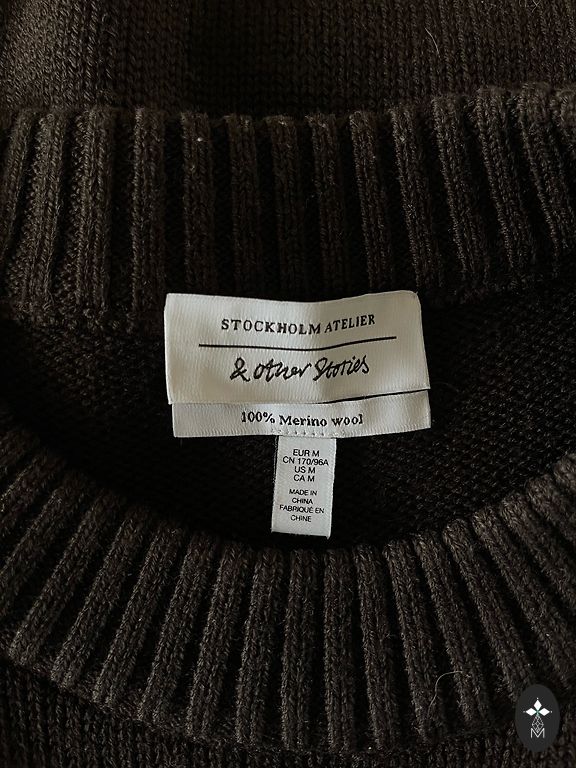 STOCKHOLM ATELIER
& other Stories
100% Merino wool
EUR M
CN 170/96A
US M
CA M
MADE IN
CHINA
FABRIQUÉ EN
CHINE
M